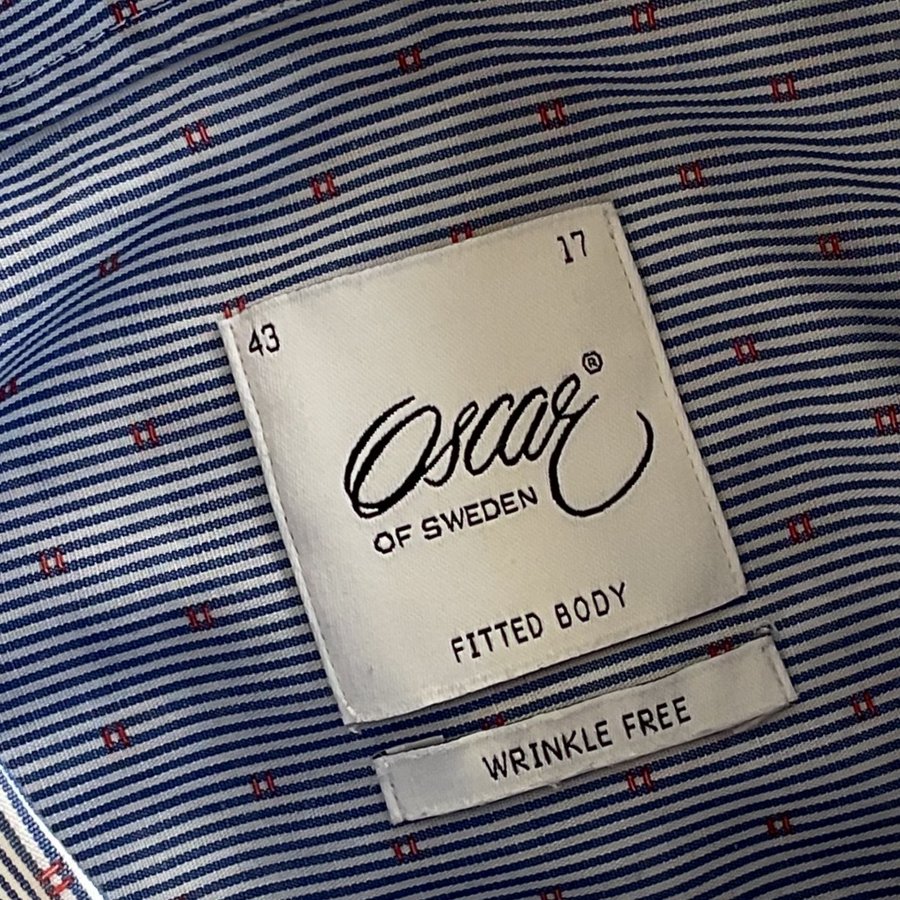 43 17
Oscar®
OF SWEDEN
FITTED BODY
WRINKLE FREE